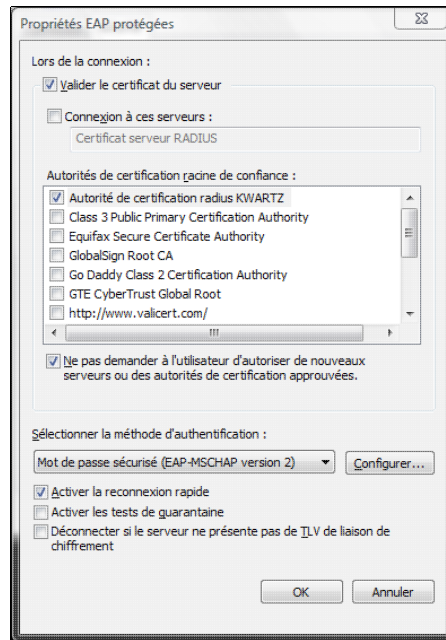 Propriétés EAP protégées
Lors de la connexion :
Valider le certificat du serveur
Connexion à ces serveurs :
Certificat serveur RADIUS
Autorités de certification racine de confiance :
Autorité de certification radius KWARTZ
Class 3 Public Primary Certification Authority
Equifax Secure Certificate Authority
GlobalSign Root CA
Go Daddy Class 2 Certification Authority
GTE CyberTrust Global Root
http://www.valicert.com/
Ne pas demander à l'utilisateur d'autoriser de nouveaux
serveurs ou des autorités de certification approuvées.
Sélectionner la méthode d'authentification :
Mot de passe sécurisé (EAP-MSCHAP version 2)
Configurer...
Activer la reconnexion rapide
Activer les tests de quarantaine
Déconnecter si le serveur ne présente pas de TLV de liaison de
chiffrement
OK
Annuler